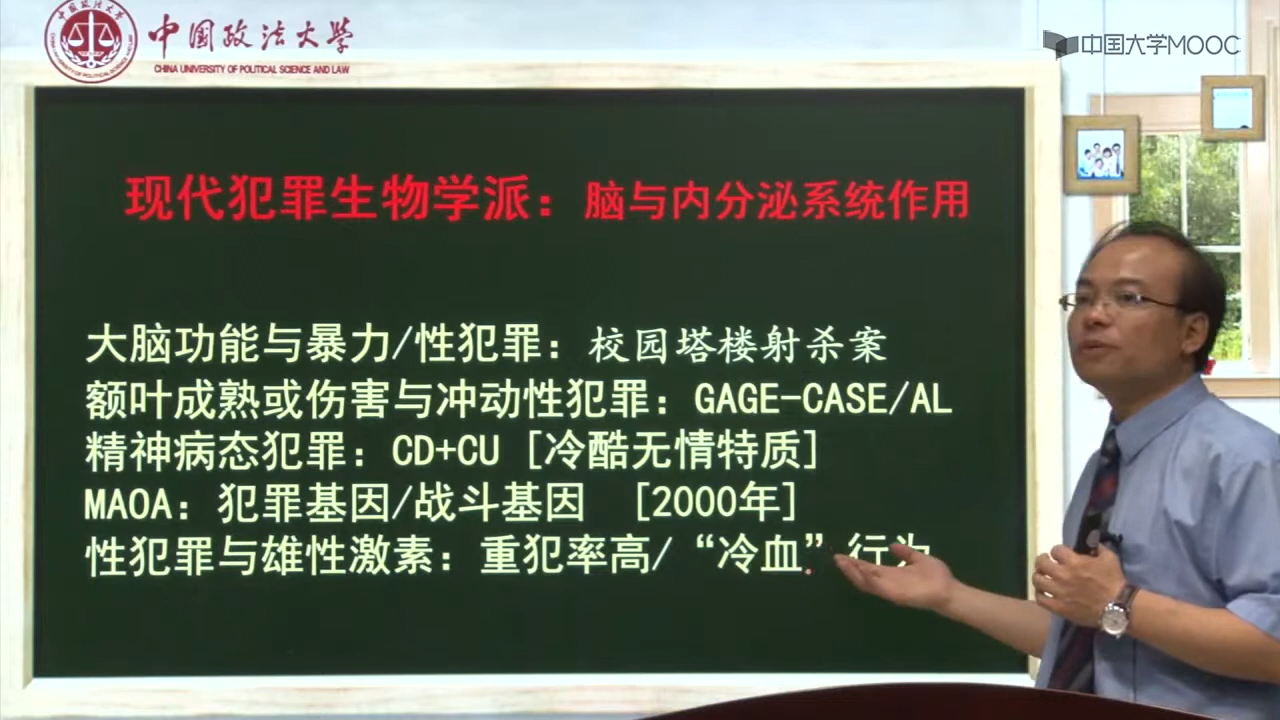 中国政法大学
CHINA UNIVERSITY OF POLITICAL SCIENCE AND LAW
中国大学MOOC
现代犯罪生物学派：脑与内分泌系统作用
大脑功能与暴力/性犯罪：校园塔楼射杀案
额叶成熟或伤害与冲动性犯罪：GAGE-CASE/AL
精神病态犯罪：CD+CU [冷酷无情特质]
MAOA：犯罪基因/战斗基因 [2000年]
性犯罪与雄性激素：重犯率高/“冷血”行为